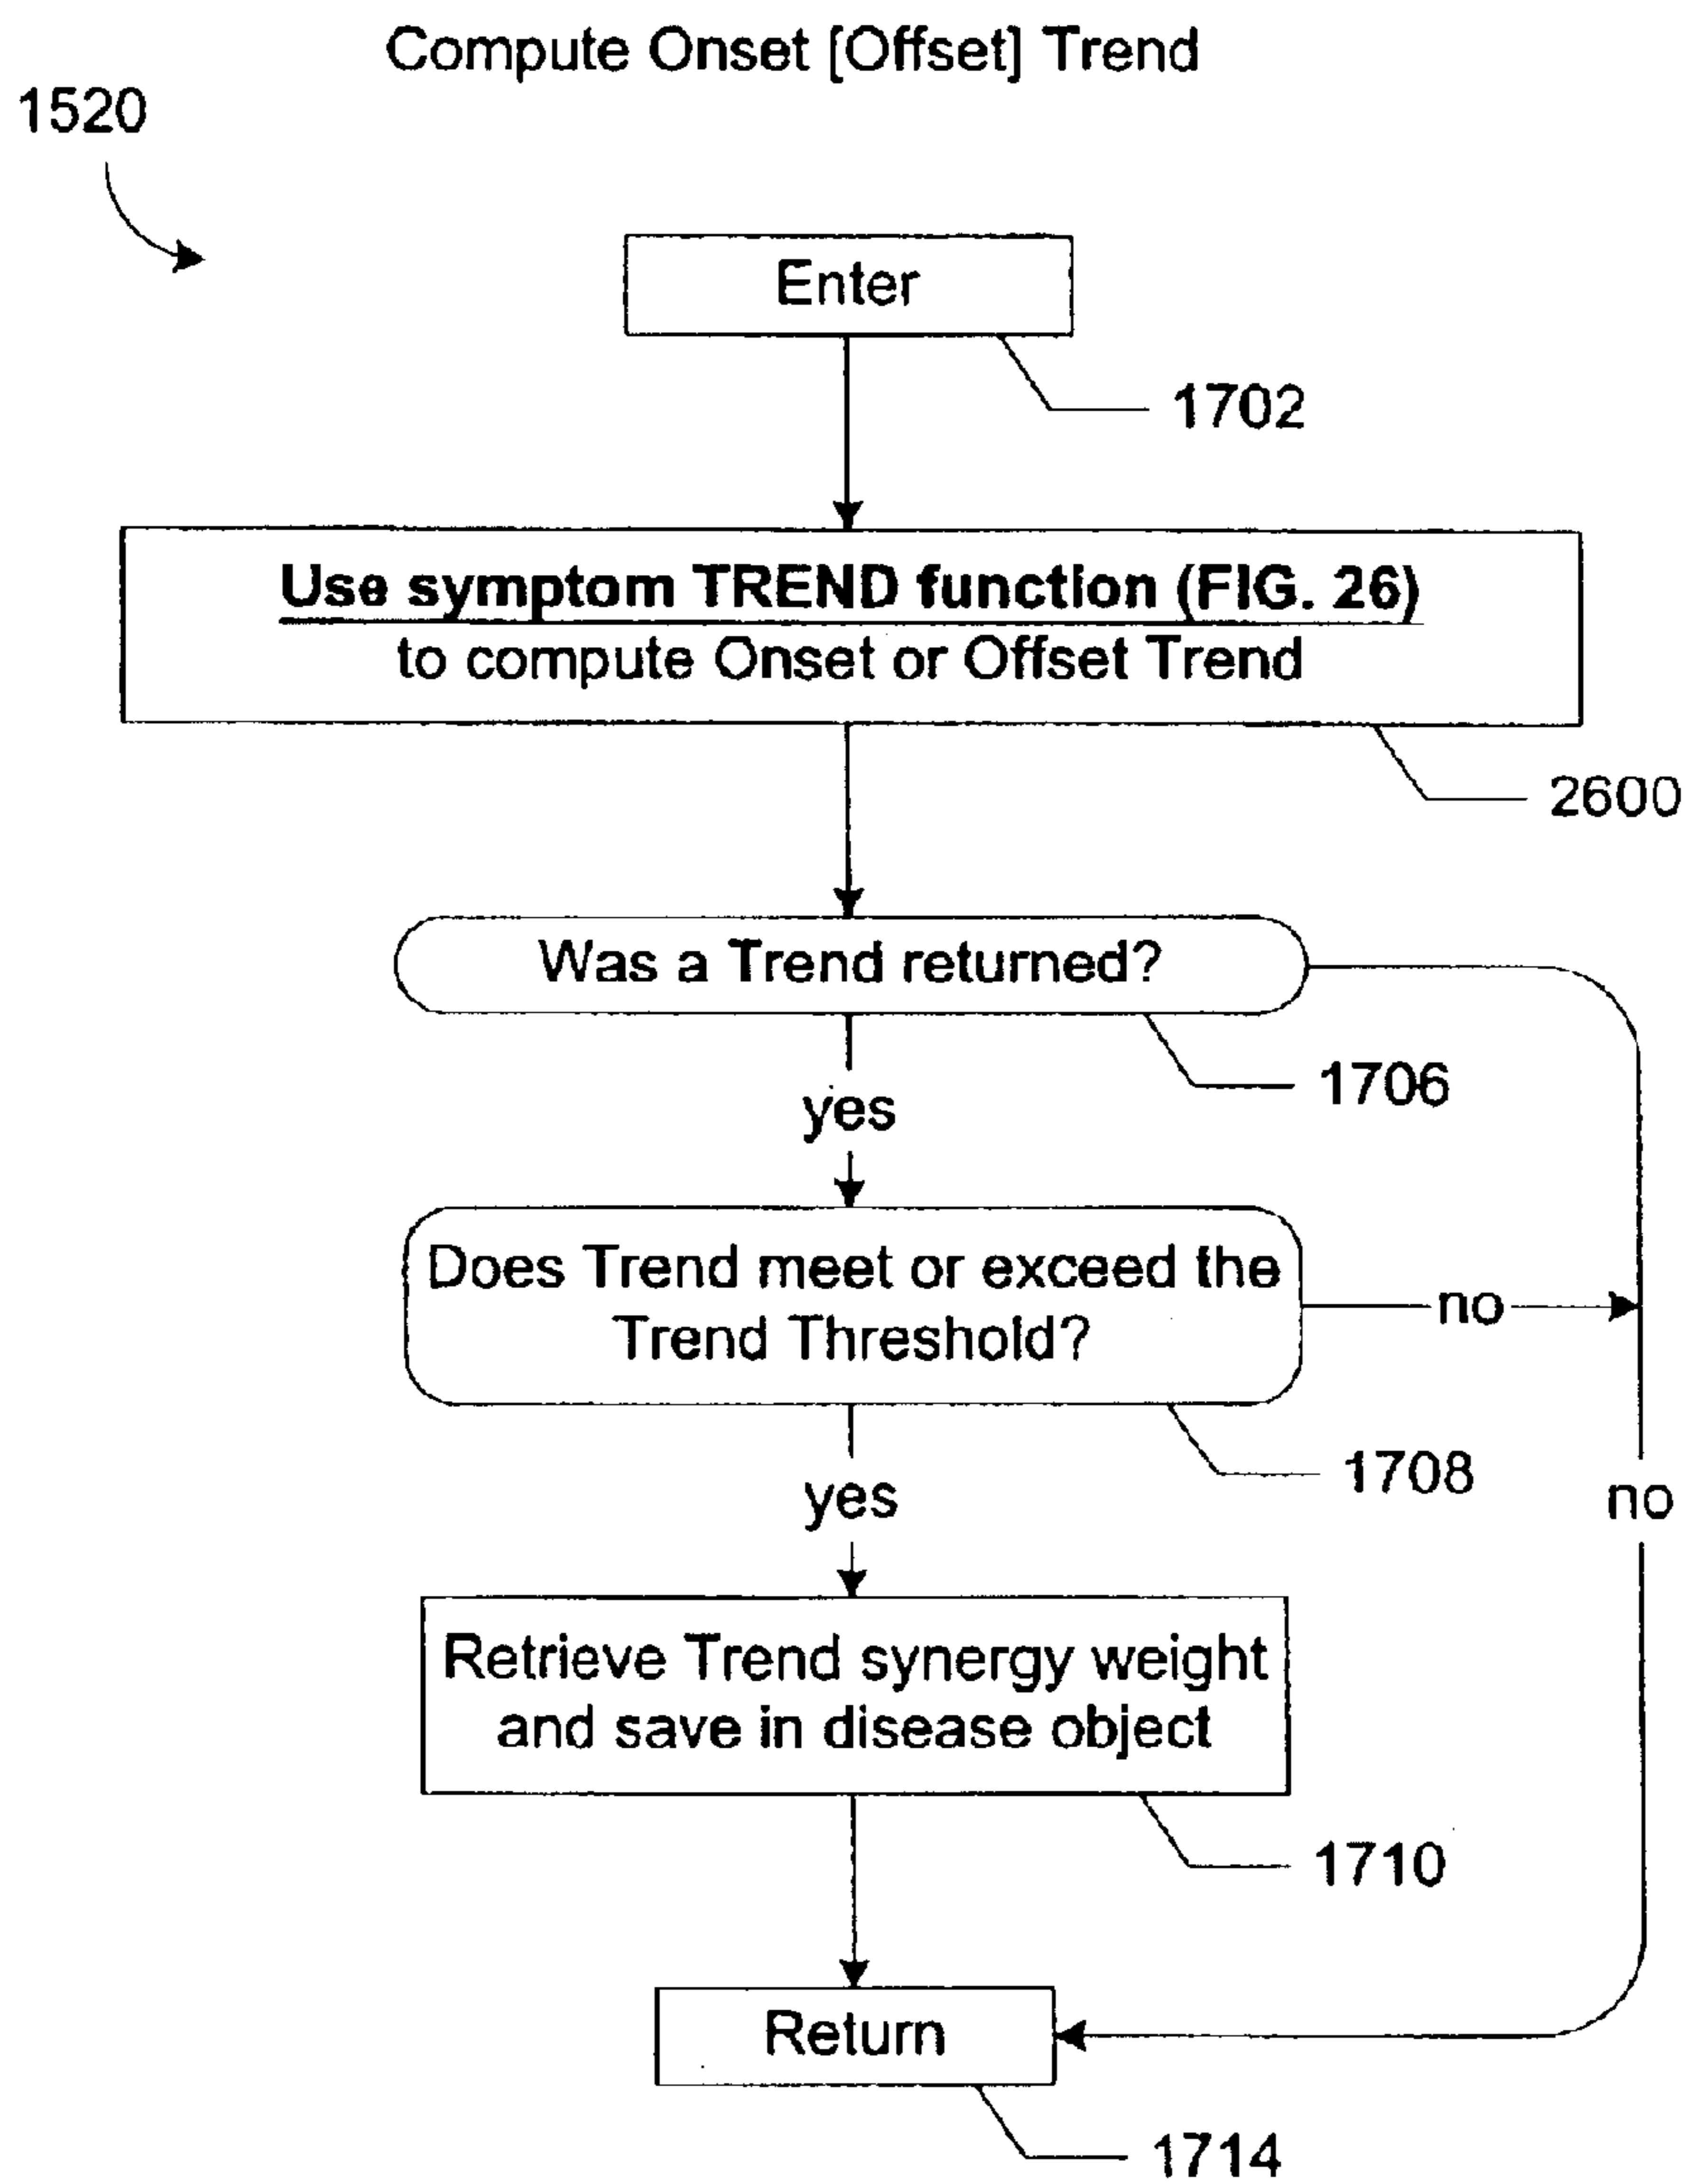 Compute Onset [Offset] Trend
1520
Enter
1702
Use symptom TREND function (FIG. 26)
to compute Onset or Offset Trend
2600
Was a Trend returned?
1706
yes
Does Trend meet or exceed the
Trend Threshold?
no
1708
yes
no
Retrieve Trend synergy weight
and save in disease object
1710
Return
1714